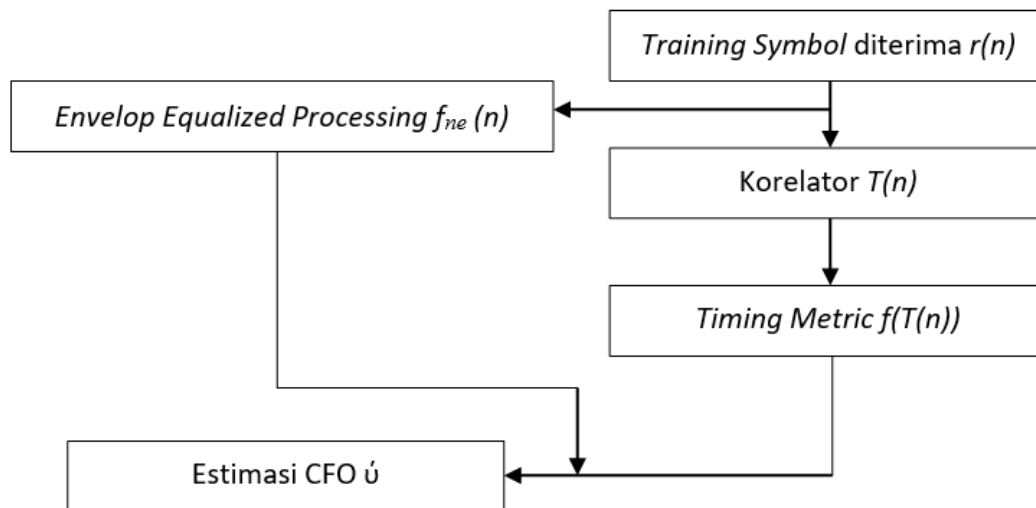 Training Symbol diterima r(n)
Envelop Equalized Processing fne (n)
Korelator T(n)
Timing Metric f(T(n))
Estimasi CFO ύ